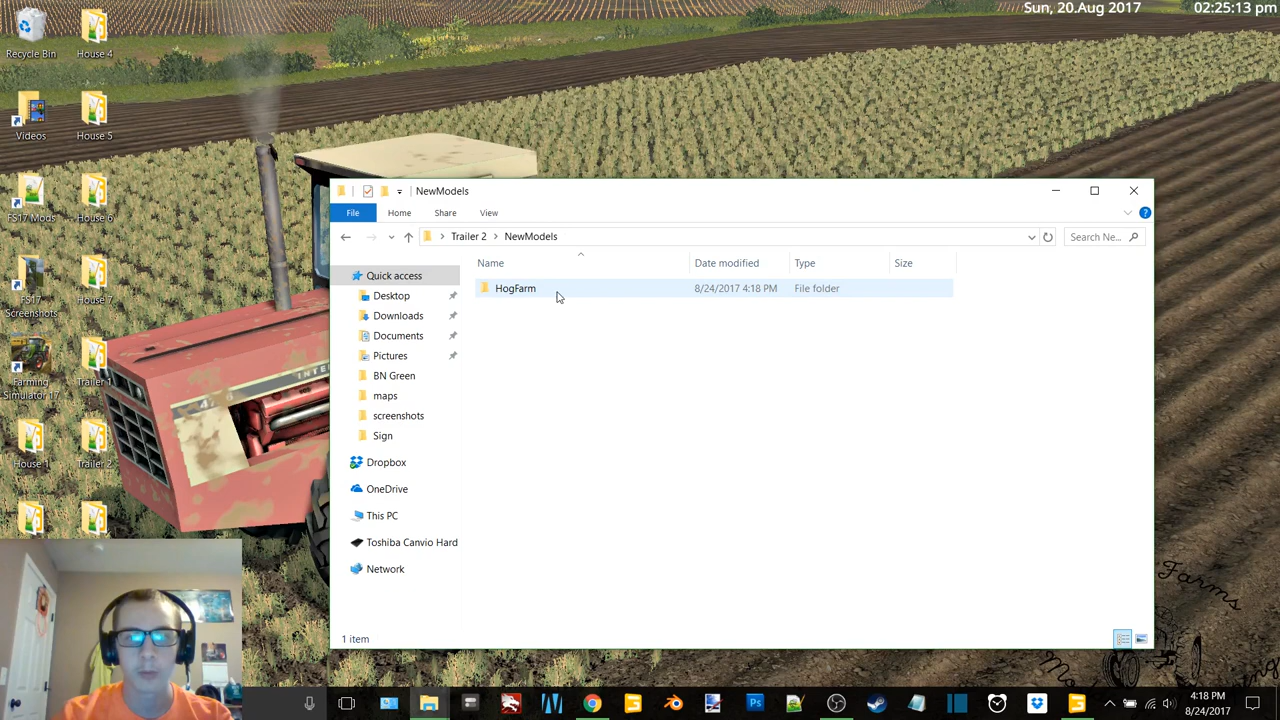 Sun, 20.Aug 2017
02:25:13 pm
Recycle Bin
House 4
Videos
House 5
FS17 Mods
House 6
FS17 Screenshots
House 7
Farming Simulator 17
Trailer 1
House 1
Trailer 2
NewModels
File
Home
Share
View
Trailer 2
NewModels
Search Ne...
Name
Date modified
Type
Size
HogFarm
8/24/2017 4:18 PM
File folder
Quick access
Desktop
Downloads
Documents
Pictures
BN Green
maps
screenshots
Sign
Dropbox
OneDrive
This PC
Toshiba Canvio Hard
Network
1 item
INTE
Farms
Ps
4:18 PM
8/24/2017